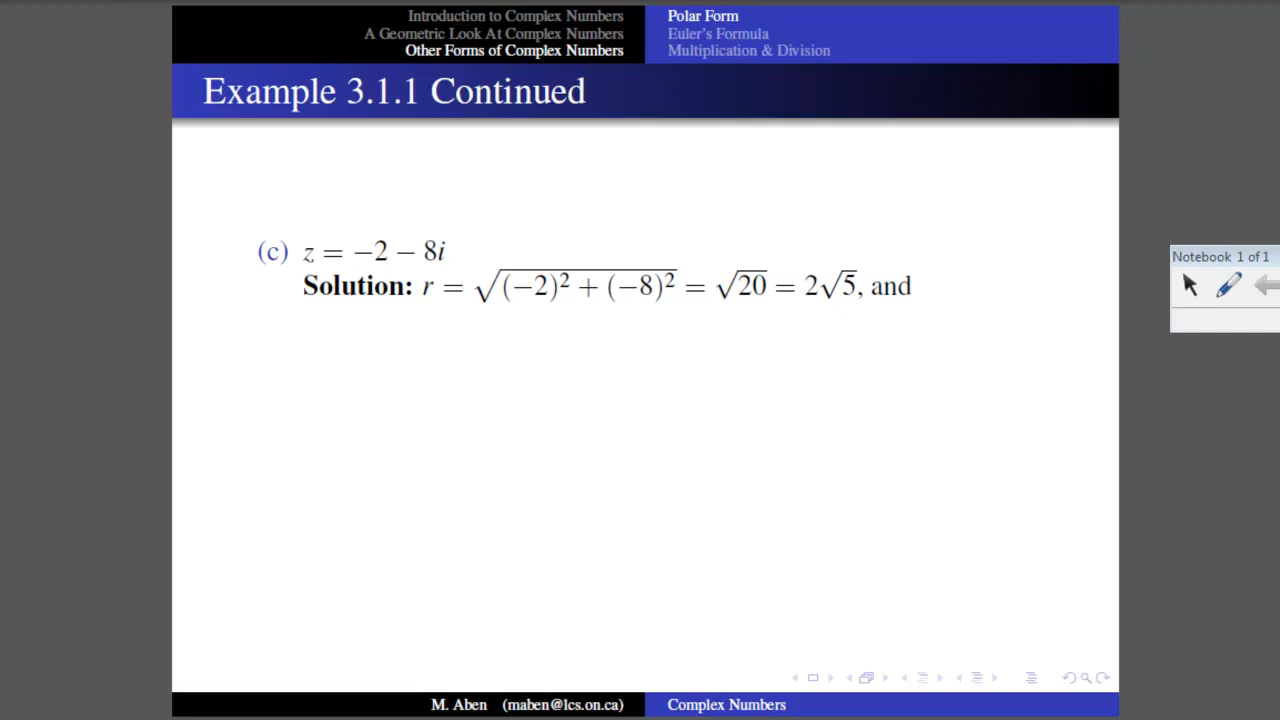 Introduction to Complex Numbers
A Geometric Look At Complex Numbers
Other Forms of Complex Numbers
Polar Form
Euler's Formula
Multiplication & Division
Example 3.1.1 Continued
(c) z = −2 − 8i
Solution: r = √(−2)² + (−8)² = √20 = 2√5, and
Notebook 1 of 1
M. Aben (maben@lcs.on.ca)
Complex Numbers